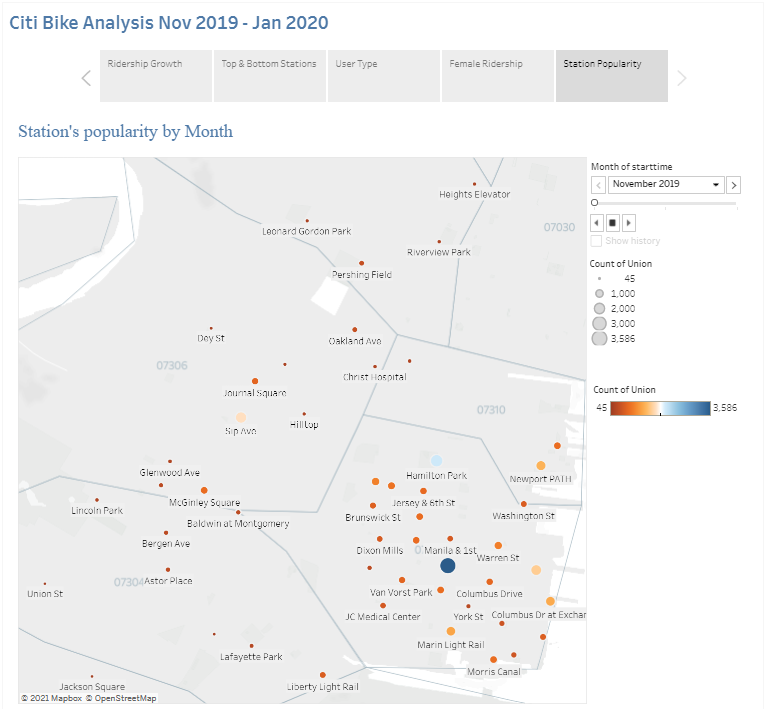 Citi Bike Analysis Nov 2019 - Jan 2020
Ridership Growth
Top & Bottom Stations
User Type
Female Ridership
Station Popularity
Station's popularity by Month
Month of starttime
November 2019
Show history
Count of Union
45
1,000
2,000
3,000
3,586
Count of Union
45
3,586
Heights Elevator
07030
Leonard Gordon Park
Riverview Park
Pershing Field
Dey St
Oakland Ave
07306
Christ Hospital
Journal Square
07310
Hilltop
Sip Ave
Glenwood Ave
Hamilton Park
Newport PATH
McGinley Square
Jersey & 6th St
Lincoln Park
Brunswick St
Washington St
Baldwin at Montgomery
Bergen Ave
Dixon Mills
Manila & 1st
Warren St
07304
Astor Place
Union St
Van Vorst Park
Columbus Drive
JC Medical Center
York St
Columbus Dr at Exchar
Marin Light Rail
Lafayette Park
Morris Canal
Jackson Square
Liberty Light Rail
© 2021 Mapbox © OpenStreetMap